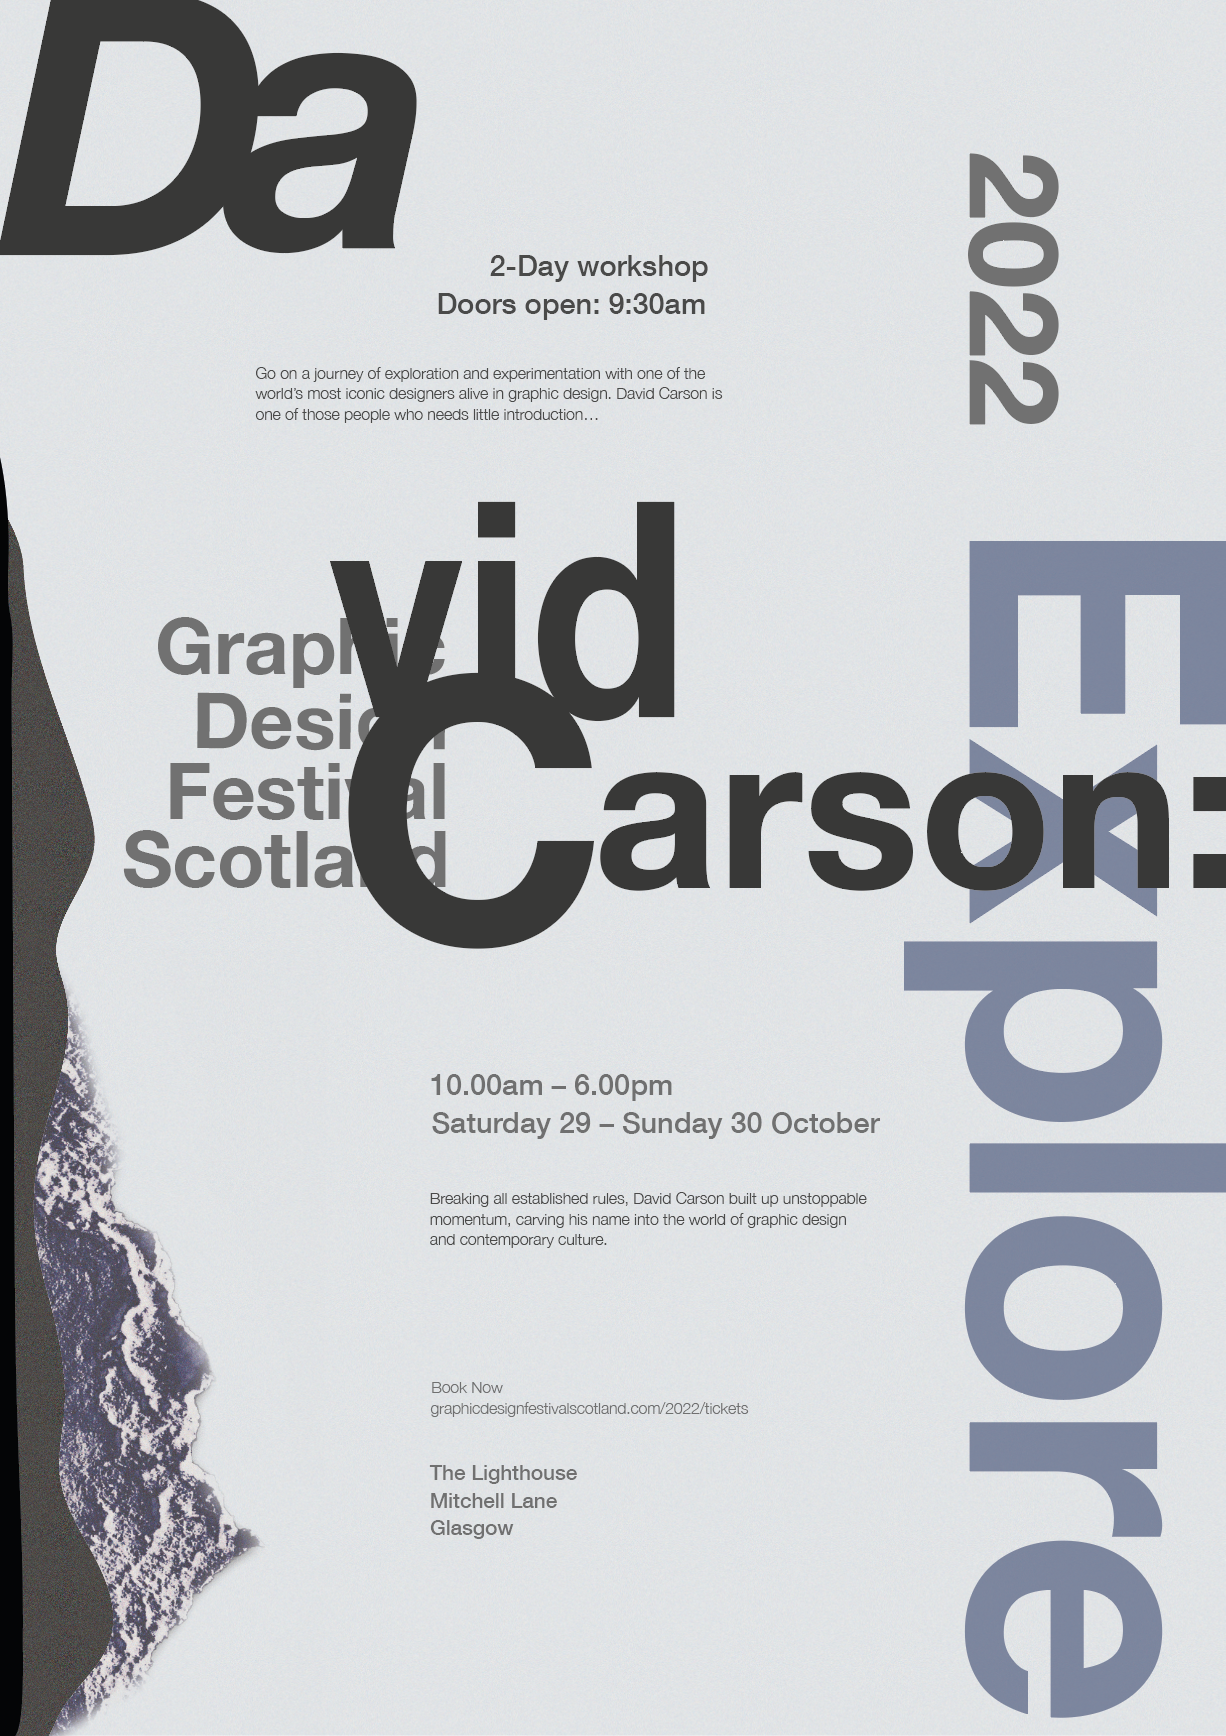 Da
2-Day workshop
Doors open: 9:30am
Go on a journey of exploration and experimentation with one of the
world's most iconic designers alive in graphic design. David Carson is
one of those people who needs little introduction…
2022
vid
Carson:
Graphic
Design
Festival
Scotland
Explore
10.00am – 6.00pm
Saturday 29 – Sunday 30 October
Breaking all established rules, David Carson built up unstoppable
momentum, carving his name into the world of graphic design
and contemporary culture.
Book Now
graphicdesignfestivalscotland.com/2022/tickets
The Lighthouse
Mitchell Lane
Glasgow